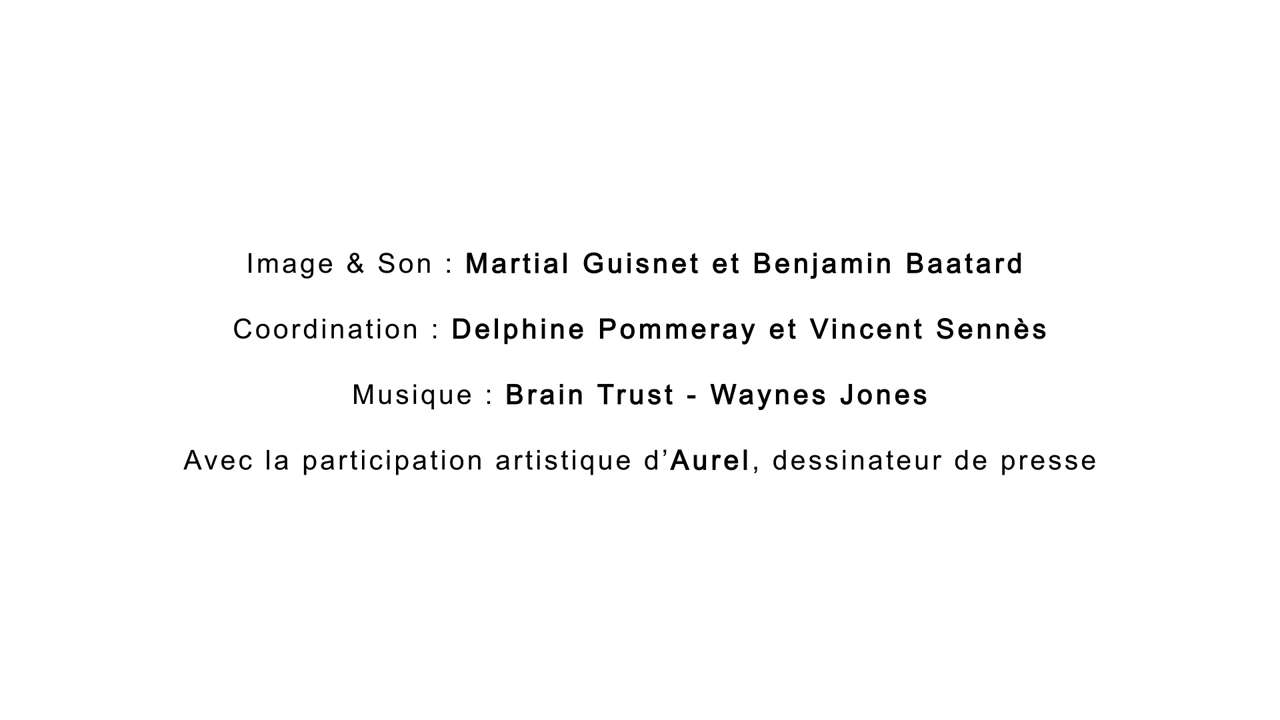 Image & Son : Martial Guisnet et Benjamin Baatard
Coordination : Delphine Pommeray et Vincent Sennès
Musique : Brain Trust - Waynes Jones
Avec la participation artistique d’Aurel, dessinateur de presse